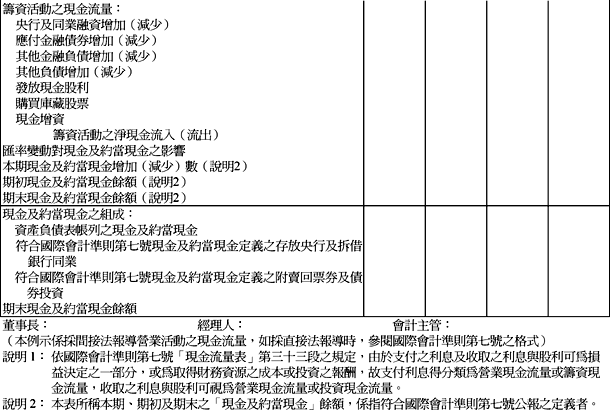 籌資活動之現金流量：
央行及同業融資增加（減少）
應付金融債券增加（減少）
其他金融負債增加（減少）
其他負債增加（減少）
發放現金股利
購買庫藏股票
現金增資
籌資活動之淨現金流入（流出）
匯率變動對現金及約當現金之影響
本期現金及約當現金增加（減少）數（說明2）
期初現金及約當現金餘額（說明2）
期末現金及約當現金餘額（說明2）
現金及約當現金之組成：
資產負債表帳列之現金及約當現金
符合國際會計準則第七號現金及約當現金定義之存放央行及拆借
銀行同業
符合國際會計準則第七號現金及約當現金定義之附賣回票券及債
券投資
期末現金及約當現金餘額
董事長： 經理人： 會計主管：
（本例示係採間接法報導營業活動之現金流量，如採直接法報導時，參閱國際會計準則第七號之格式）
說明 1： 依國際會計準則第七號「現金流量表」第三十三段之規定，由於支付之利息及收取之利息與股利可為損
益決定之一部分，或為取得財務資源之成本或投資之報酬，故支付利息得分類為營業現金流量或籌資現
金流量，收取之利息與股利可視為營業現金流量或投資現金流量。
說明 2： 本表所稱本期、期初及期末之「現金及約當現金」餘額，係指符合國際會計準則第七號公報之定義者。